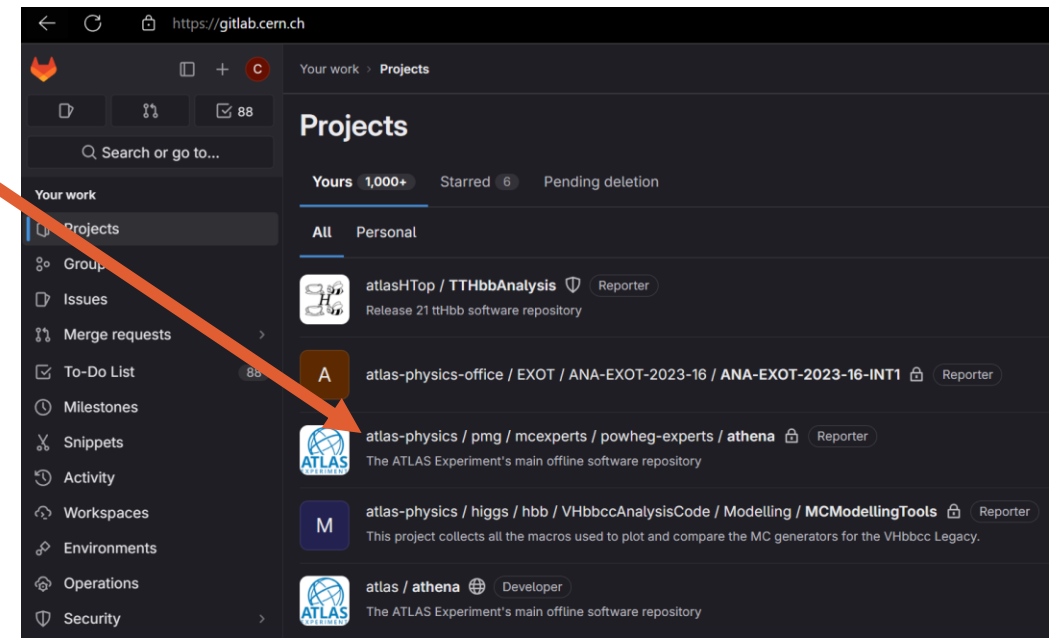 https://gitlab.cern.ch
C
Your work > Projects
88
Search or go to...
Projects
Yours 1,000+ Starred 6 Pending deletion
Your work
All Personal
Projects
Groups
Issues
Merge requests
To-Do List 88
Milestones
Snippets
Activity
Workspaces
Environments
Operations
Security
H
atlasHTop / TTHbbAnalysis Reporter
Release 21 ttHbb software repository
A
atlas-physics-office / EXOT / ANA-EXOT-2023-16 / ANA-EXOT-2023-16-INT1 Reporter
ATLAS
EXPERIMENT
atlas-physics / pmg / mcexperts / powheg-experts / athena Reporter
The ATLAS Experiment's main offline software repository
M
atlas-physics / higgs / hbb / VHbbccAnalysisCode / Modelling / MCModellingTools Reporter
This project collects all the macros used to plot and compare the MC generators for the VHbbcc Legacy.
ATLAS
EXPERIMENT
atlas / athena Developer
The ATLAS Experiment's main offline software repository